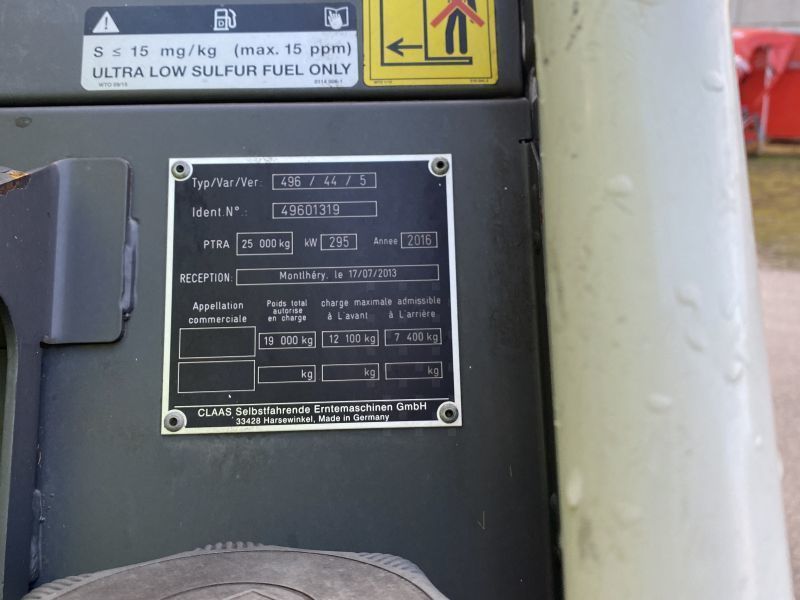 S ≤ 15 mg/kg (max. 15 ppm)
ULTRA LOW SULFUR FUEL ONLY
Typ/Var/Ver: 496 / 44 / 5
Ident.N°.: 49601319
PTRA 25 000 kg kW 295 Annee 2016
RECEPTION: Montlhéry. le 17/07/2013
Appellation commerciale
Poids total autorise en charge
charge maximale admissible
à L'avant à L'arrière
19 000 kg 12 100 kg 7 400 kg
kg kg kg
CLAAS Selbstfahrende Erntemaschinen GmbH
33428 Harsewinkel, Made in Germany